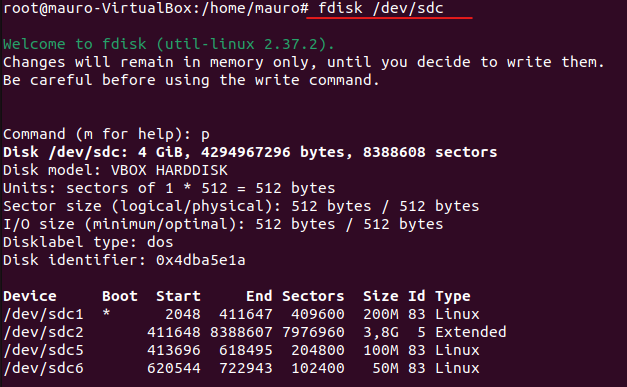 root@mauro-VirtualBox:/home/mauro# fdisk /dev/sdc
Welcome to fdisk (util-linux 2.37.2).
Changes will remain in memory only, until you decide to write them.
Be careful before using the write command.
Command (m for help): p
Disk /dev/sdc: 4 GiB, 4294967296 bytes, 8388608 sectors
Disk model: VBOX HARDDISK
Units: sectors of 1 * 512 = 512 bytes
Sector size (logical/physical): 512 bytes / 512 bytes
I/O size (minimum/optimal): 512 bytes / 512 bytes
Disklabel type: dos
Disk identifier: 0x4dba5e1a
Device     Boot  Start     End Sectors  Size Id Type
/dev/sdc1  *      2048  411647  409600  200M 83 Linux
/dev/sdc2       411648 8388607 7976960  3,8G  5 Extended
/dev/sdc5       413696  618495  204800  100M 83 Linux
/dev/sdc6       620544  722943  102400   50M 83 Linux